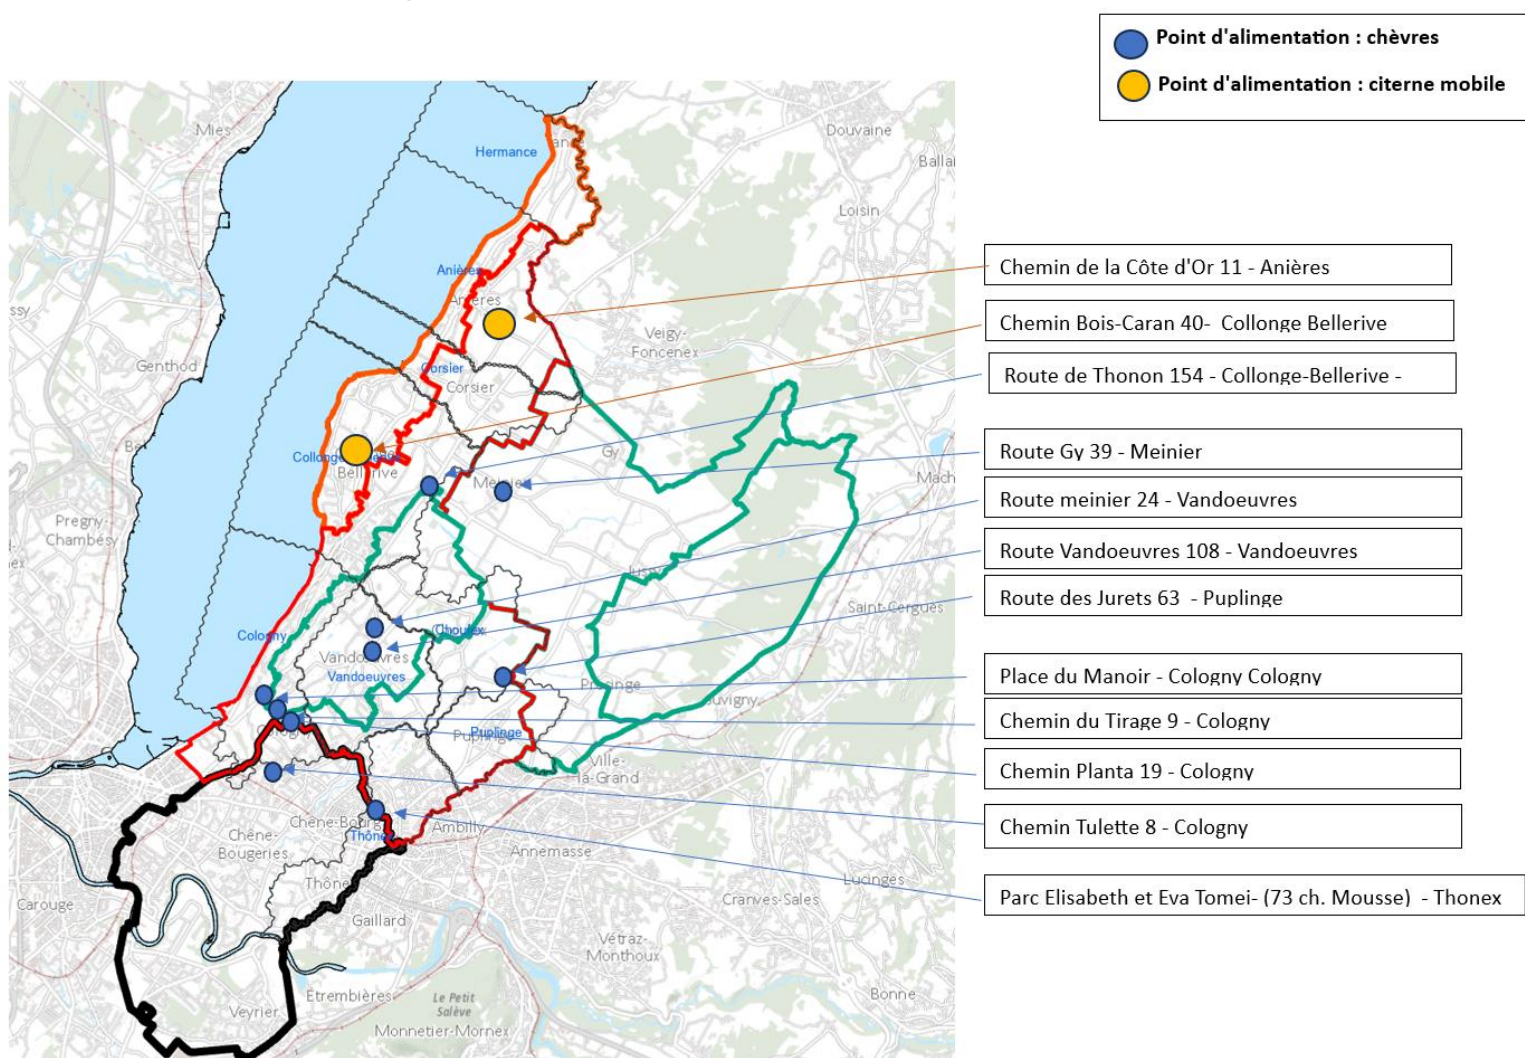 Point d'alimentation : chèvres
Point d'alimentation : citerne mobile
Mies
Douvaine
Hermance
Loisin
Anières
Chemin de la Côte d'Or 11 - Anières
Chemin Bois-Caran 40-  Collonge Bellerive
Veigy-
Foncenex
Genthod
Corsier
Corsier
Route de Thonon 154 - Collonge-Bellerive -
Gy
Route Gy 39 - Meinier
Bellerive
Route meinier 24 - Vandoeuvres
Pregny-
Chambésy
Route Vandoeuvres 108 - Vandoeuvres
Jussy
Route des Jurets 63  - Puplinge
Saint-Cergues
Cologny
Choulex
Vandoeuvres
Vandoeuvres
Place du Manoir - Cologny Cologny
Chemin du Tirage 9 - Cologny
Puplinge
Ville-
la-Grand
Chemin Planta 19 - Cologny
Chêne-
Bougeries
Chêne-Bourg
Thônex
Ambilly
Annemasse
Chemin Tulette 8 - Cologny
Thônex
Lucinges
Carouge
Gaillard
Cranves-Sales
Parc Elisabeth et Eva Tomei- (73 ch. Mousse)  - Thonex
Vétraz-
Monthoux
Etrembières
Bonne
Veyrier
Le Petit
Salève
Monnetier-Mornex